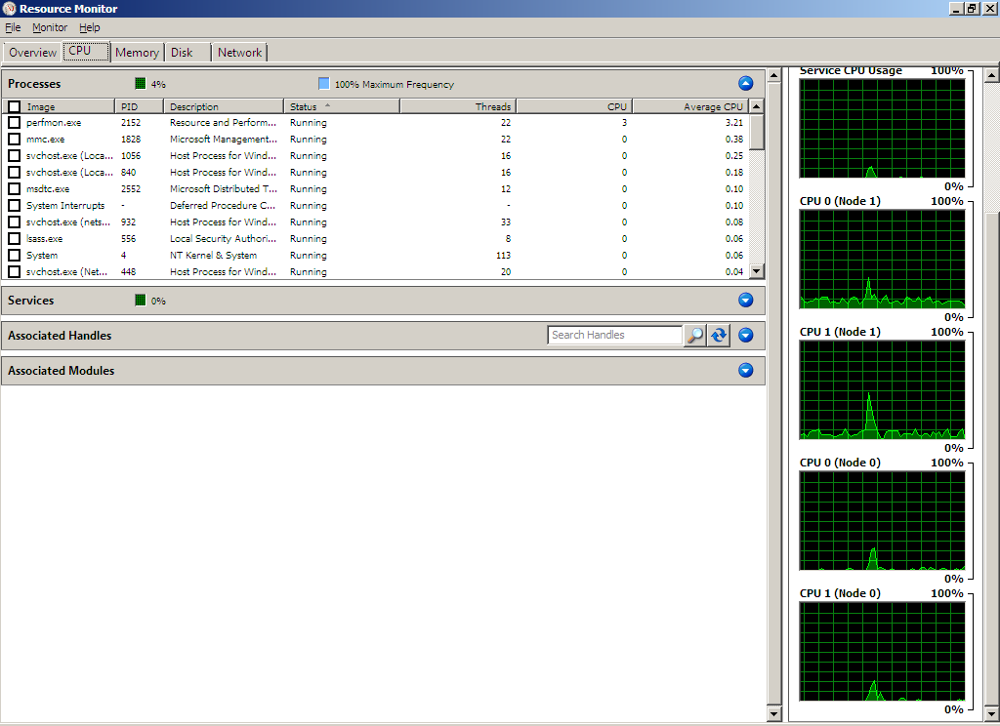 Resource Monitor
File Monitor Help
Overview CPU Memory Disk Network
Processes 4% 100% Maximum Frequency
Image PID Description Status Threads CPU Average CPU
perfmon.exe 2152 Resource and Perform... Running 22 3 3.21
mmc.exe 1828 Microsoft Management... Running 22 0 0.38
svchost.exe (Loca... 1056 Host Process for Wind... Running 16 0 0.25
svchost.exe (Loca... 840 Host Process for Wind... Running 16 0 0.18
msdtc.exe 2552 Microsoft Distributed T... Running 12 0 0.10
System Interrupts - Deferred Procedure C... Running - 0 0.10
svchost.exe (nets... 932 Host Process for Wind... Running 33 0 0.08
lsass.exe 556 Local Security Authori... Running 8 0 0.06
System 4 NT Kernel & System Running 113 0 0.06
svchost.exe (Net... 448 Host Process for Wind... Running 20 0 0.04
Services 0%
Associated Handles Search Handles
Associated Modules
Service CPU Usage 100%
0%
CPU 0 (Node 1) 100%
0%
CPU 1 (Node 1) 100%
0%
CPU 0 (Node 0) 100%
0%
CPU 1 (Node 0) 100%
0%